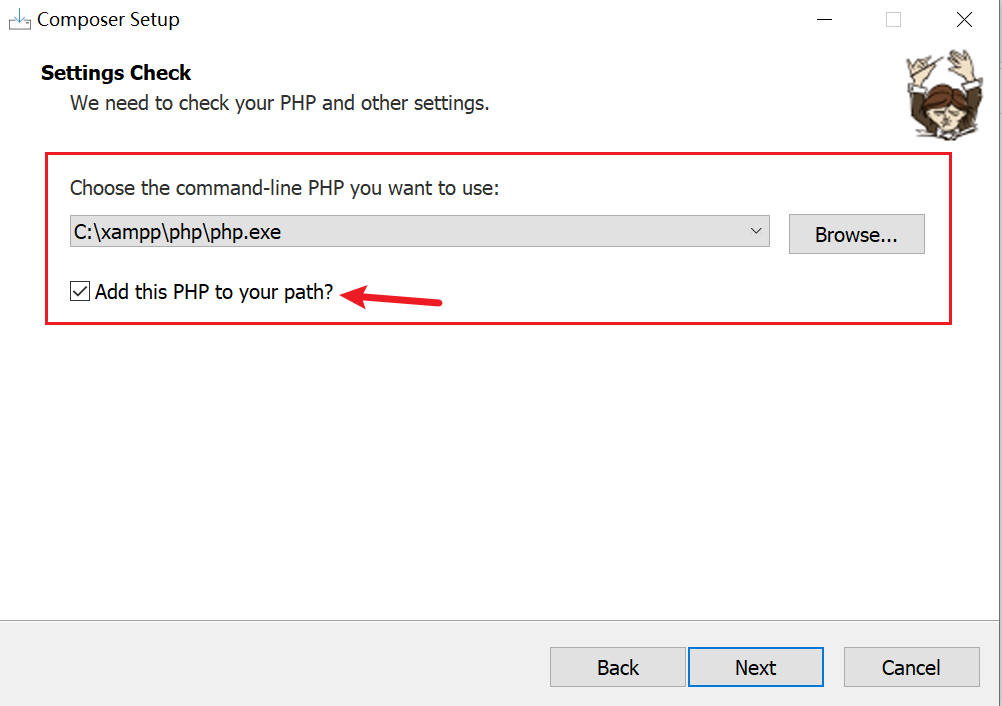 Composer Setup
Settings Check
We need to check your PHP and other settings.
Choose the command-line PHP you want to use:
C:\xampp\php\php.exe
Browse...
Add this PHP to your path?
Back
Next
Cancel